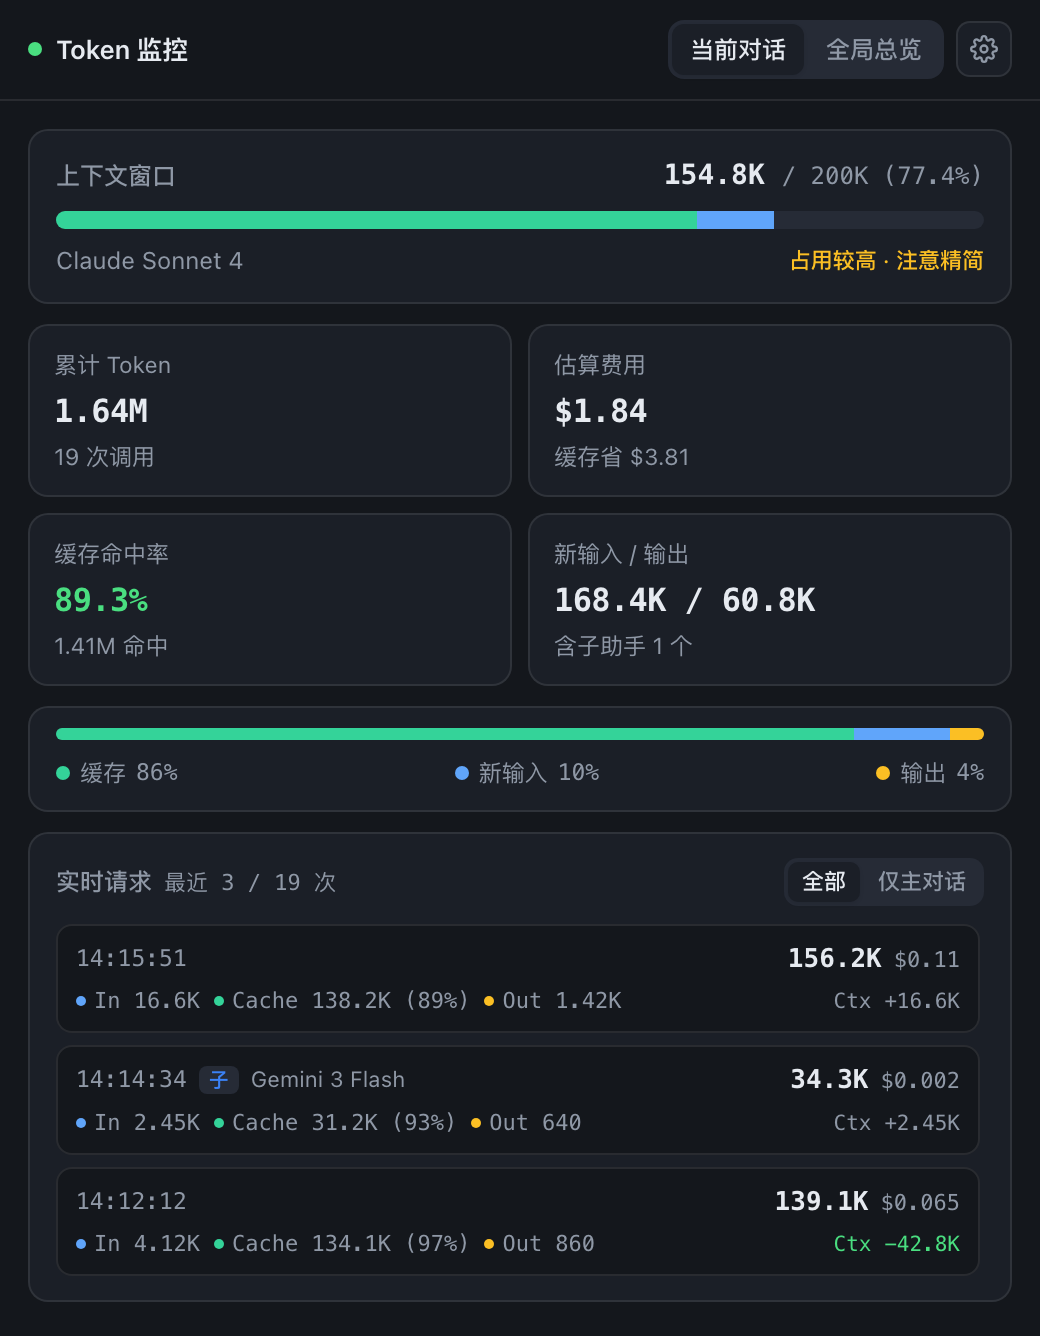 Token 监控
当前对话 全局总览
上下文窗口 154.8K / 200K (77.4%)
Claude Sonnet 4 占用较高 · 注意精简
累计 Token
1.64M
19 次调用
估算费用
$1.84
缓存省 $3.81
缓存命中率
89.3%
1.41M 命中
新输入 / 输出
168.4K / 60.8K
含子助手 1 个
缓存 86% 新输入 10% 输出 4%
实时请求 最近 3 / 19 次 全部 仅主对话
14:15:51 156.2K $0.11
In 16.6K Cache 138.2K (89%) Out 1.42K Ctx +16.6K
14:14:34 子 Gemini 3 Flash 34.3K $0.002
In 2.45K Cache 31.2K (93%) Out 640 Ctx +2.45K
14:12:12 139.1K $0.065
In 4.12K Cache 134.1K (97%) Out 860 Ctx −42.8K